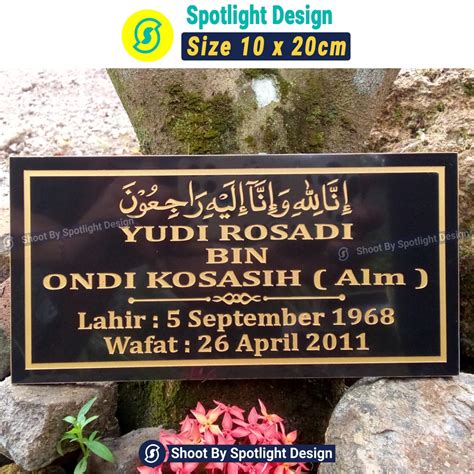 Spotlight Design
Size 10 x 20cm
إِنَّا لِلّٰهِ وَإِنَّآ إِلَيْهِ رَاجِعُوْنَ
YUDI ROSADI
Shoot By Spotlight Design
Shoot By Spotlight Design
BIN
ONDI KOSASIH ( Alm )
Lahir : 5 September 1968
Wafat : 26 April 2011
Shoot By Spotlight Design